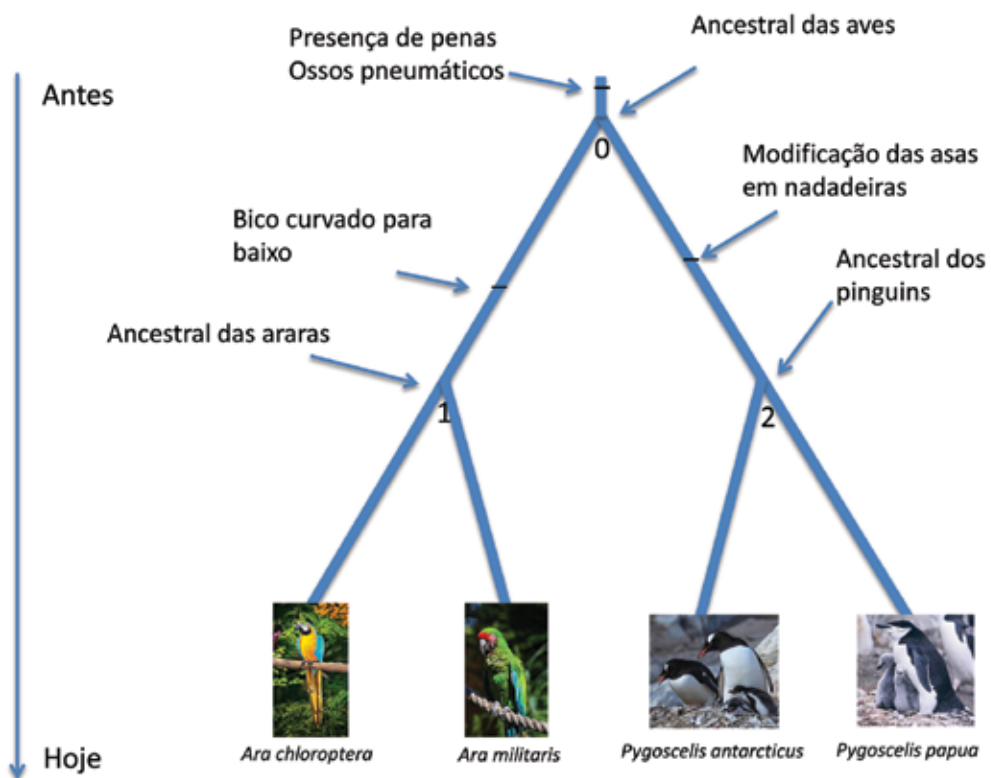 Presença de penas
Ossos pneumáticos
Ancestral das aves
Antes
0
Modificação das asas
em nadadeiras
Bico curvado para
baixo
Ancestral dos
pinguins
Ancestral das araras
1
2
Ara chloroptera
Ara militaris
Pygoscelis antarcticus
Pygoscelis papua
Hoje